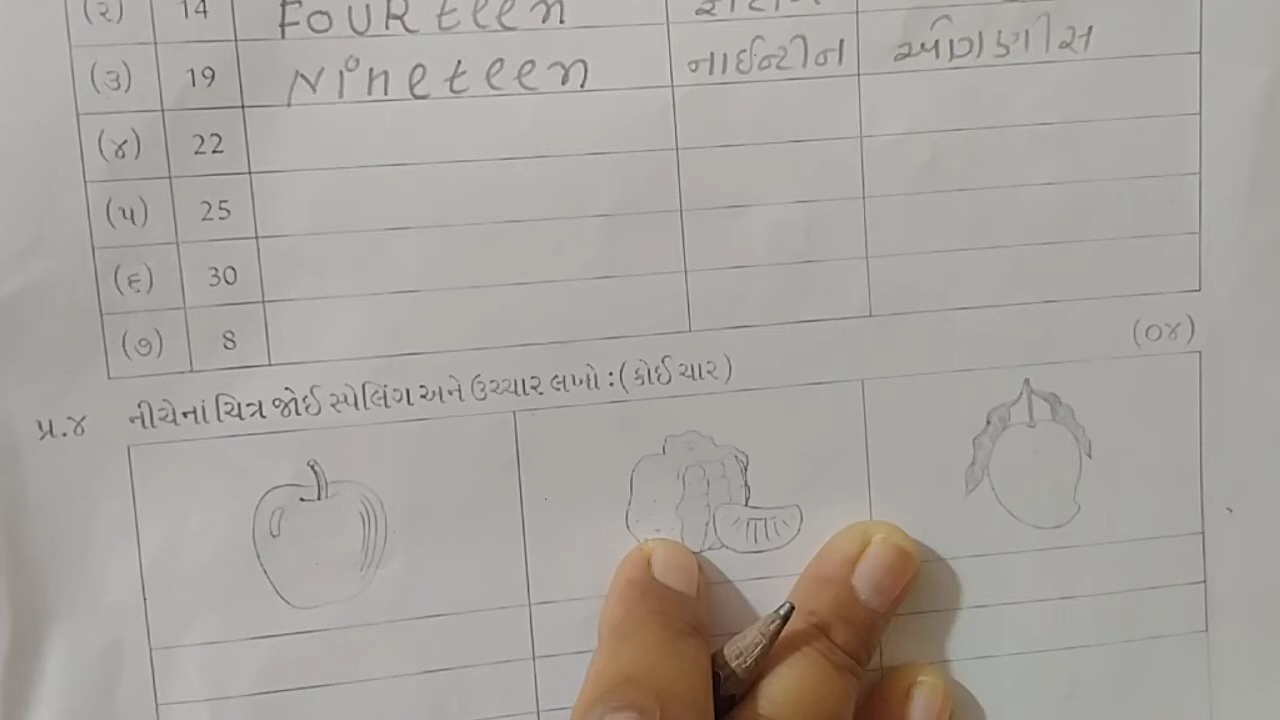 (૨) 14 FOURteen
(૩) 19 Nineteen નાઈન્ટીન ઓગણીસ
(૪) 22
(૫) 25
(૬) 30
(૭) 8
(૦૪)
પ્ર.૪ નીચેનાં ચિત્ર જોઈ સ્પેલિંગ અને ઉચ્ચાર લખો : (કોઈ ચાર)